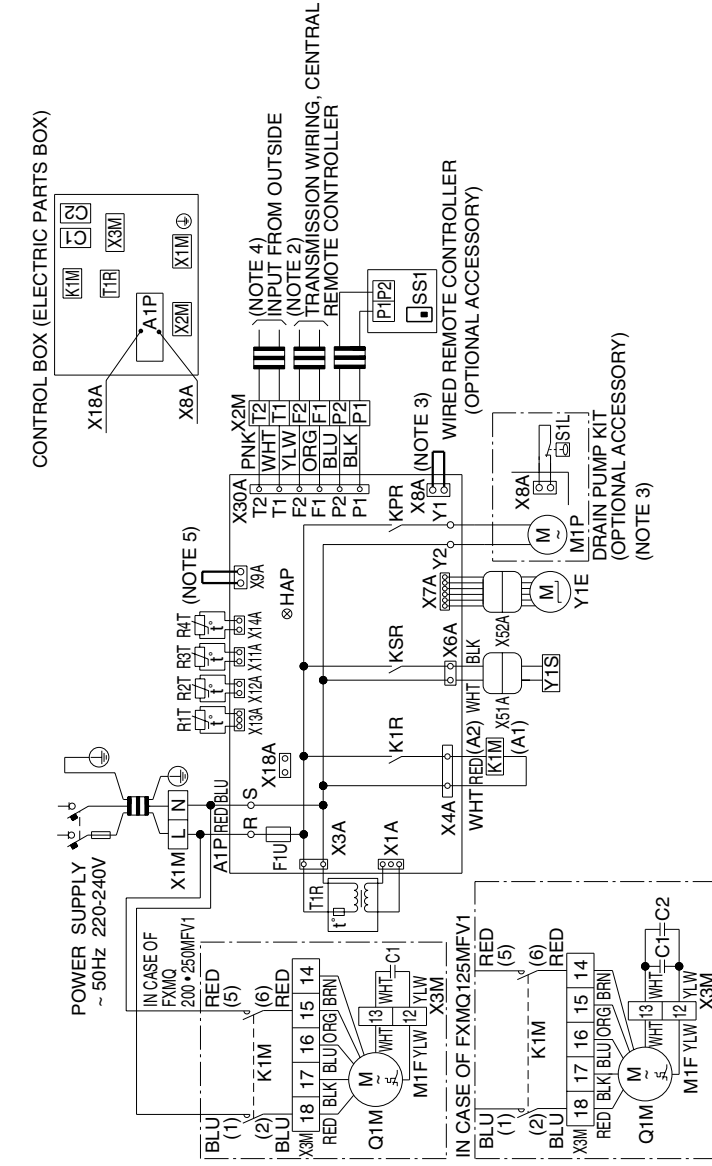 CONTROL BOX (ELECTRIC PARTS BOX)
X18A
X8A
A1P
K1M
T1R
C1
C2
X3M
X2M
X1M
POWER SUPPLY
~ 50Hz 220-240V
X1M
L
N
A1P
RED
BLU
R
S
F1U
X18A
R1T
R2T
R3T
R4T
t°
t°
t°
t°
X13A
X12A
X11A
X14A
(NOTE 5)
X9A
HAP
X30A
T2
T1
F2
F1
P2
P1
PNK
WHT
YLW
ORG
BLU
BLK
X2M
T2
T1
F2
F1
P2
P1
(NOTE 4)
INPUT FROM OUTSIDE
(NOTE 2)
TRANSMISSION WIRING, CENTRAL
REMOTE CONTROLLER
P1
P2
SS1
WIRED REMOTE CONTROLLER
(OPTIONAL ACCESSORY)
X3A
T1R
t°
X1A
K1R
KSR
KPR
X4A
WHT
RED
(A2)
K1M
(A1)
X6A
WHT
BLK
X51A
Y1S
X7A
X52A
M
Y1E
Y2
Y1
X8A
(NOTE 3)
X8A
S1L
M
~
M1P
DRAIN PUMP KIT
(OPTIONAL ACCESSORY)
(NOTE 3)
IN CASE OF
FXMQ
200 • 250MFV1
BLU
(1)
(2)
BLU
K1M
RED
(5)
(6)
RED
X3M
18
17
16
15
14
RED
BLK
BLU
ORG
BRN
M
~
Q1M
M1F
WHT
13
WHT
YLW
12
YLW
C1
X3M
IN CASE OF FXMQ125MFV1
BLU
(1)
(2)
BLU
K1M
RED
(5)
(6)
RED
X3M
18
17
16
15
14
RED
BLK
BLU
ORG
BRN
M
~
Q1M
M1F
WHT
13
WHT
YLW
12
YLW
C1
C2
X3M